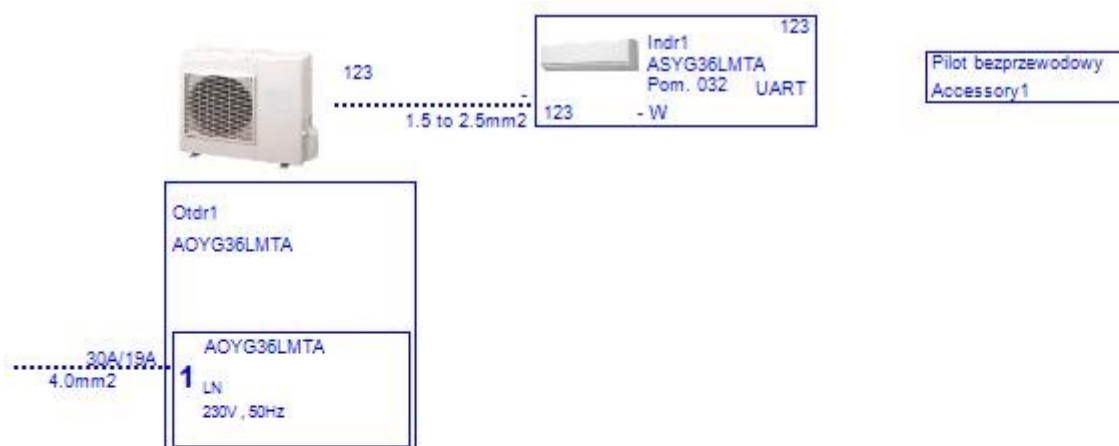 123
Indr1
ASYG36LMTA
Pom. 032 UART
123 - W
123
-
1.5 to 2.5mm2
Pilot bezprzewodowy
Accessory1
Otdr1
AOYG36LMTA
30A/19A
4.0mm2
AOYG36LMTA
1 LN
230V , 50Hz